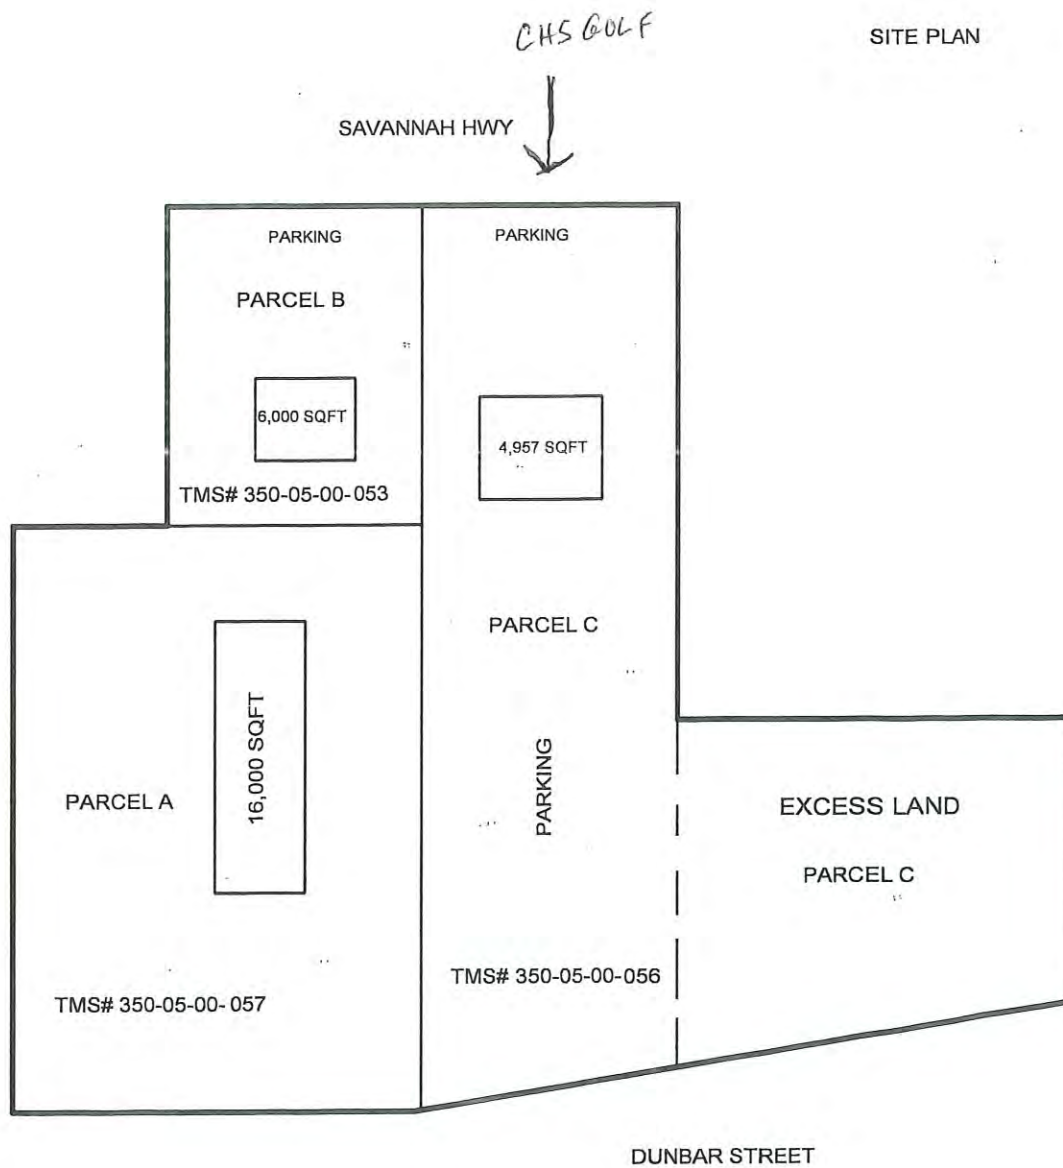 CHS GOLF
SITE PLAN
SAVANNAH HWY
PARKING
PARKING
PARCEL B
6,000 SQFT
4,957 SQFT
TMS# 350-05-00-053
PARCEL C
16,000 SQFT
PARKING
PARCEL A
EXCESS LAND
PARCEL C
TMS# 350-05-00-056
TMS# 350-05-00-057
DUNBAR STREET